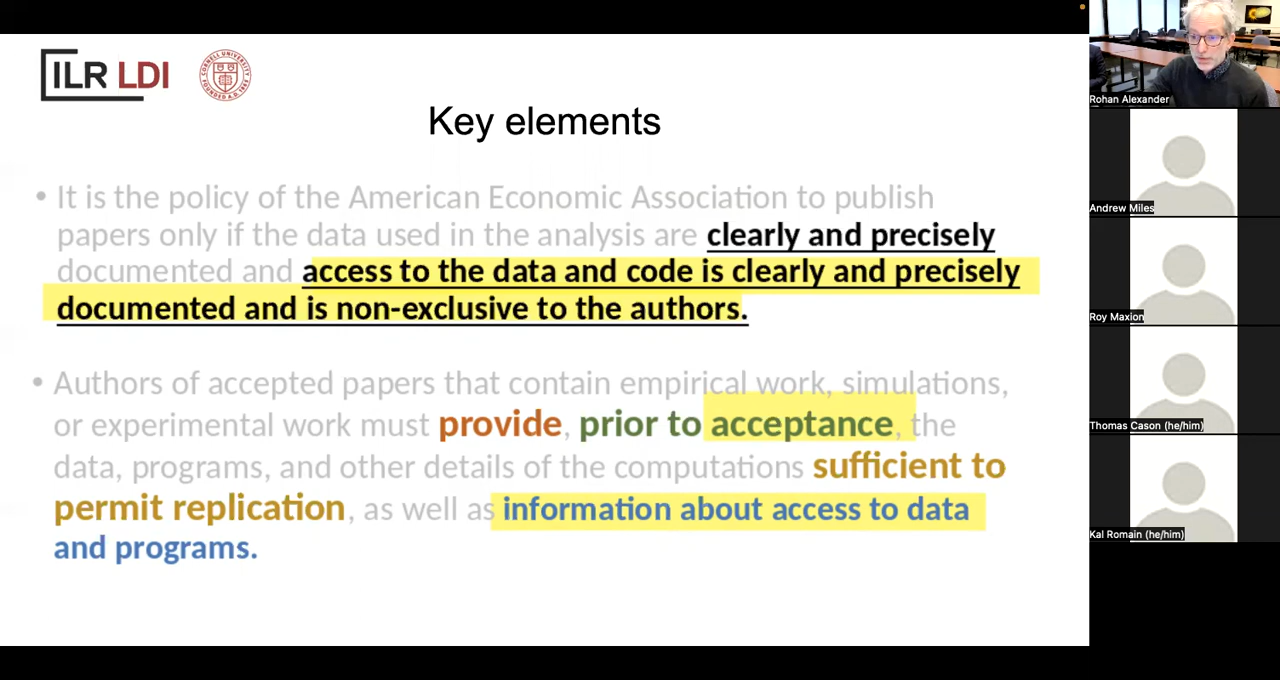 ILR LDI
CORNELL UNIVERSITY
FOUNDED A.D. 1865
Key elements
• It is the policy of the American Economic Association to publish
papers only if the data used in the analysis are clearly and precisely
documented and access to the data and code is clearly and precisely
documented and is non-exclusive to the authors.
• Authors of accepted papers that contain empirical work, simulations,
or experimental work must provide, prior to acceptance, the
data, programs, and other details of the computations sufficient to
permit replication, as well as information about access to data
and programs.
Rohan Alexander
Andrew Miles
Roy Maxion
Thomas Cason (he/him)
Kal Romain (he/him)